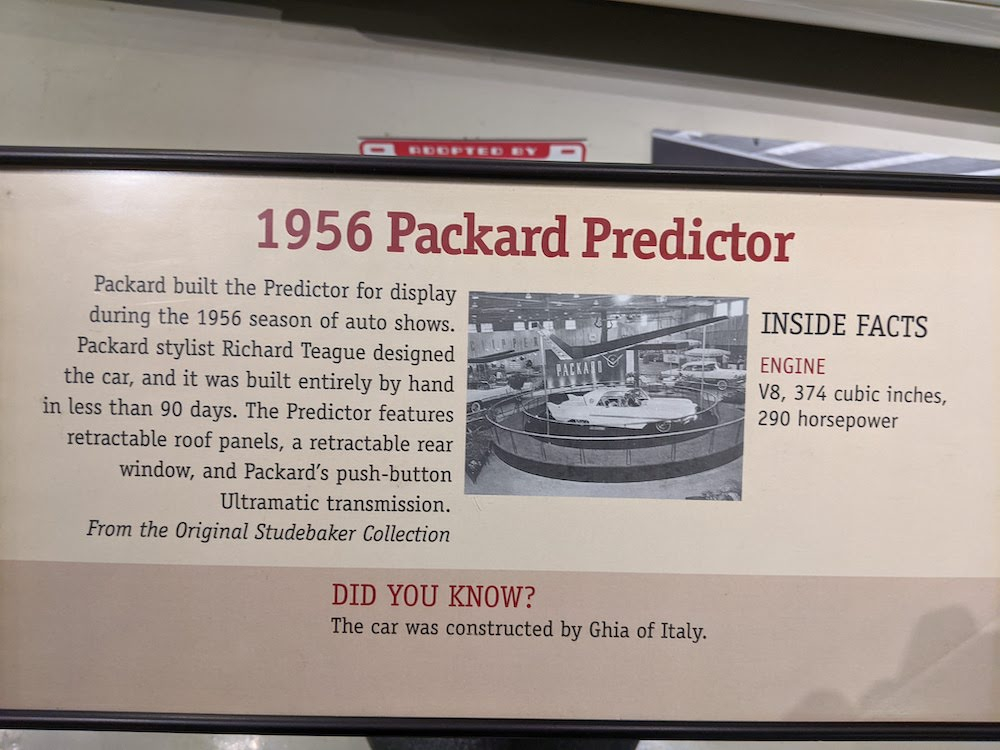 ADOPTED BY
1956 Packard Predictor
Packard built the Predictor for display
during the 1956 season of auto shows.
Packard stylist Richard Teague designed
the car, and it was built entirely by hand
in less than 90 days. The Predictor features
retractable roof panels, a retractable rear
window, and Packard's push-button
Ultramatic transmission.
From the Original Studebaker Collection
CLIPPER
PACKARD
INSIDE FACTS
ENGINE
V8, 374 cubic inches,
290 horsepower
DID YOU KNOW?
The car was constructed by Ghia of Italy.